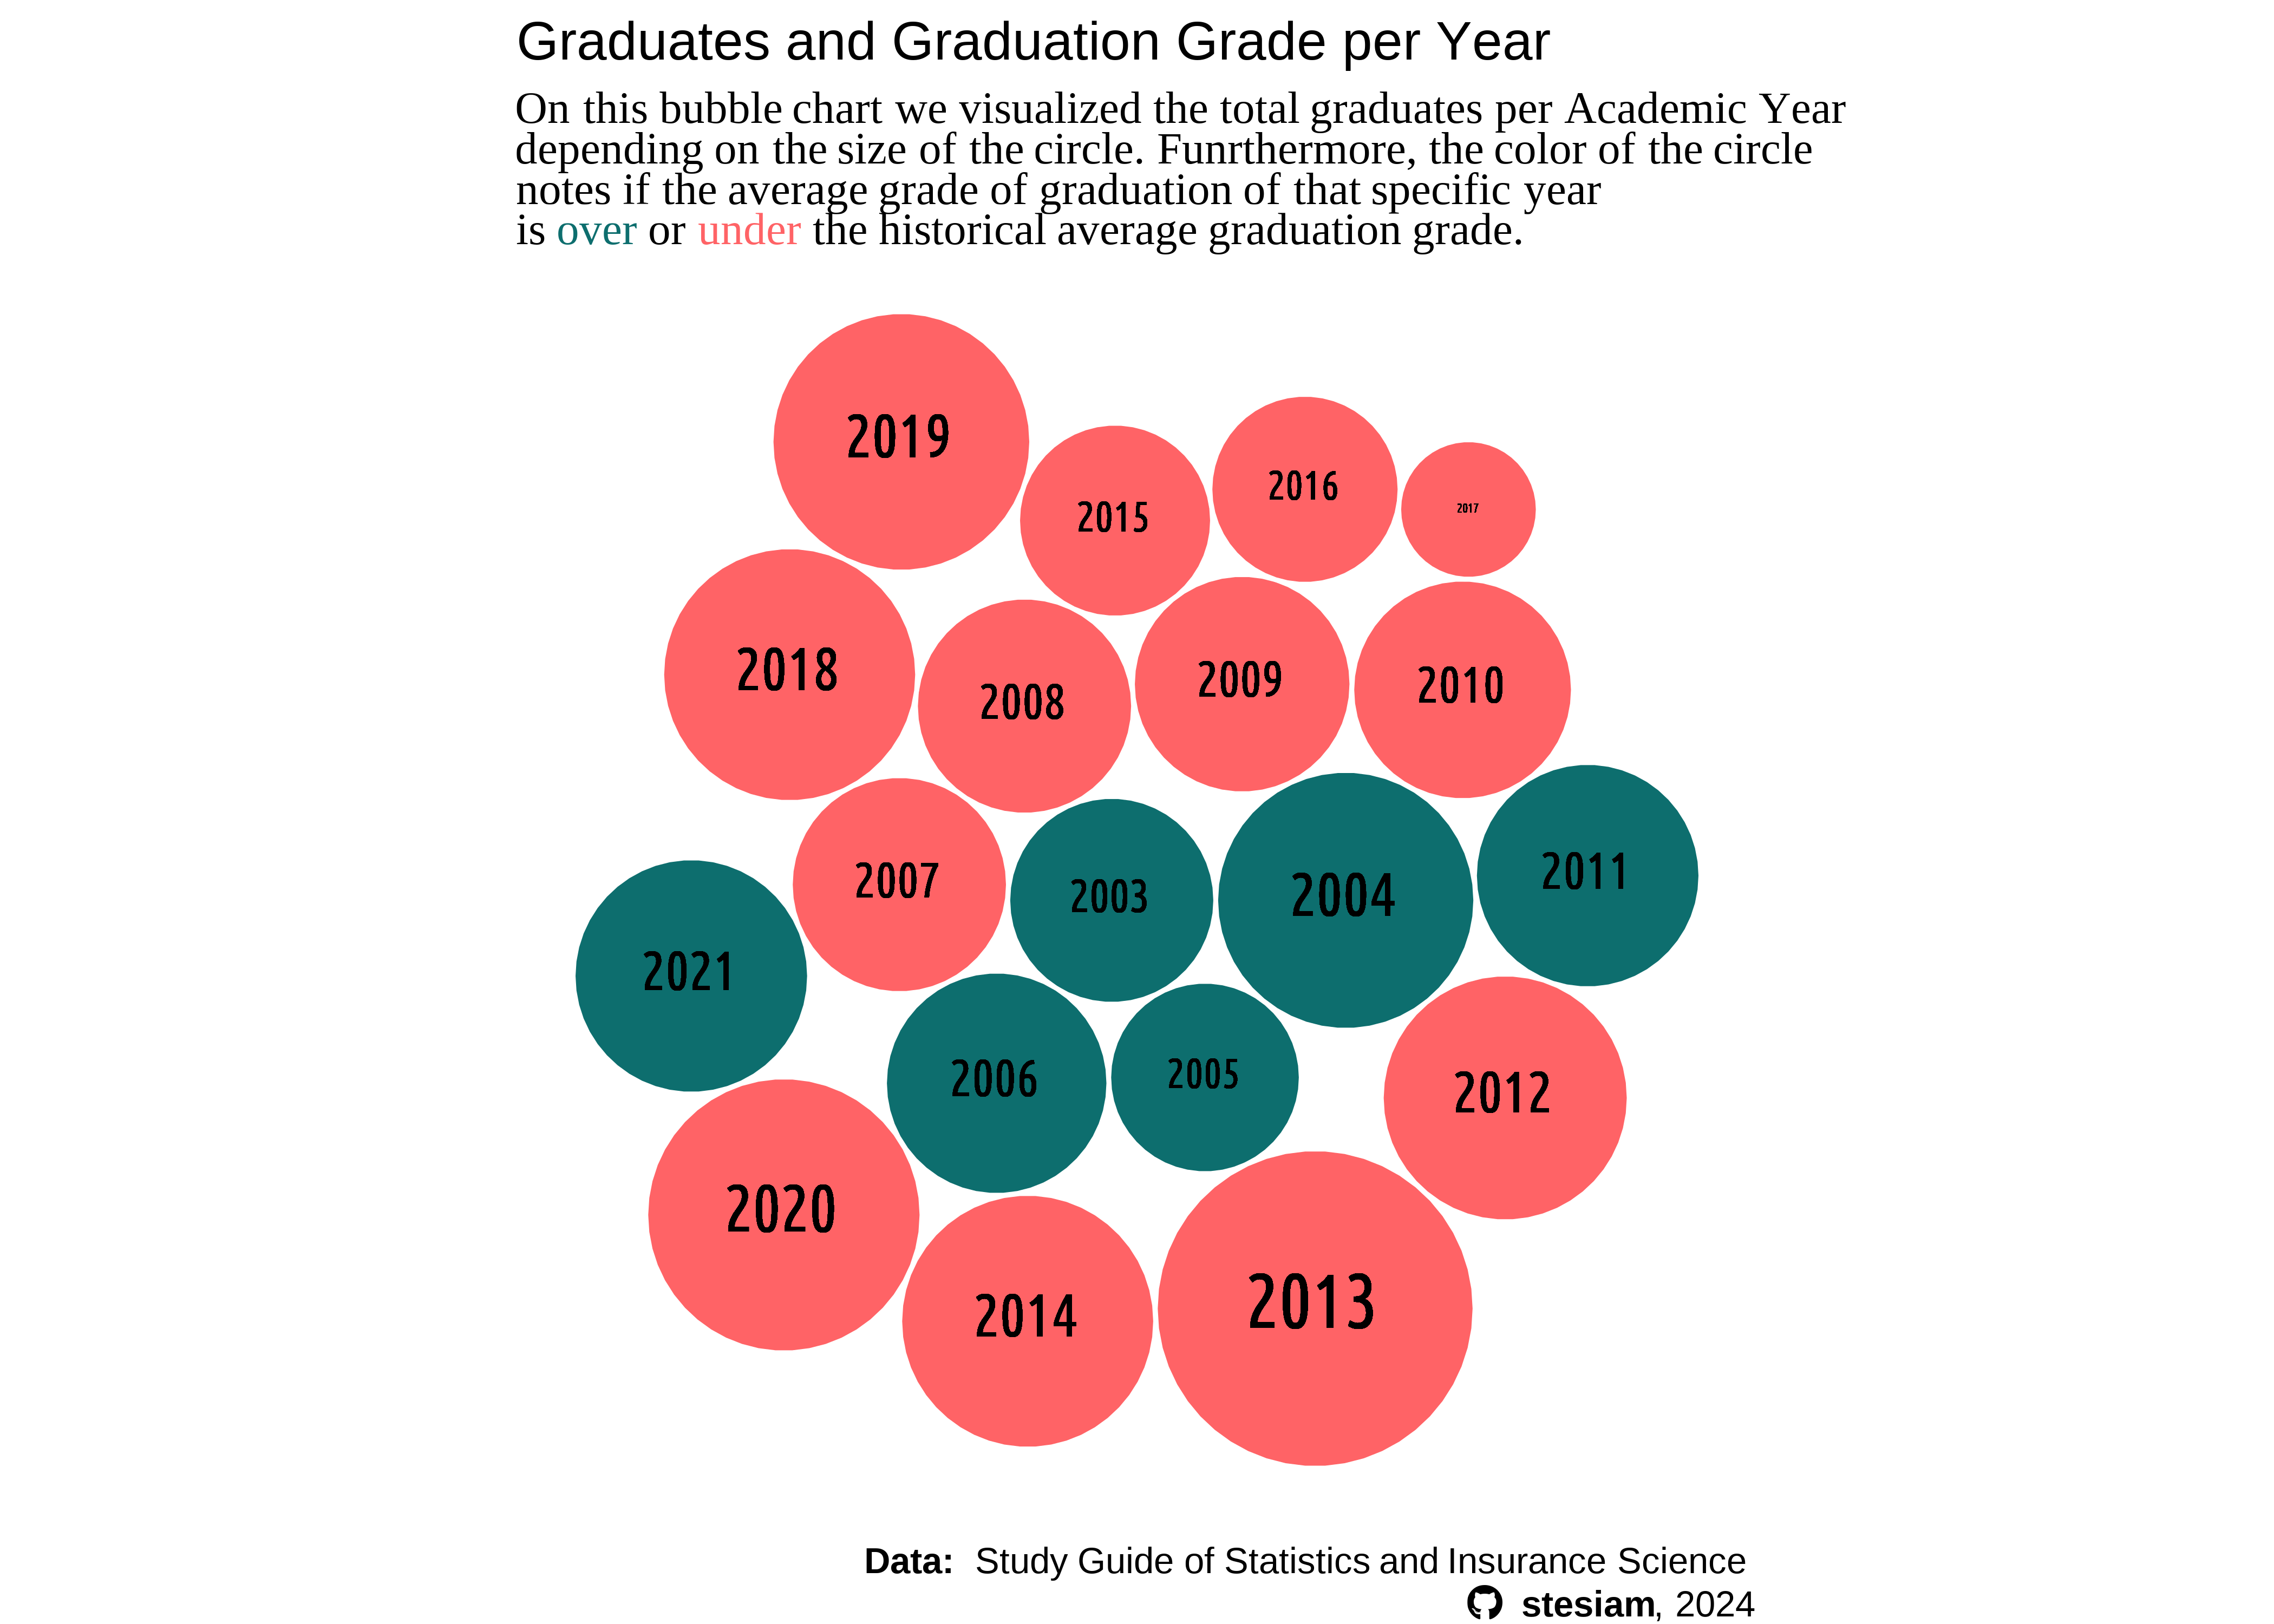 Graduates and Graduation Grade per Year
On this bubble chart we visualized the total graduates per Academic Year
depending on the size of the circle. Funrthermore, the color of the circle
notes if the average grade of graduation of that specific year
is over or under the historical average graduation grade.
2019
2015
2016
2017
2018
2008
2009
2010
2007
2003
2004
2011
2021
2006
2005
2012
2020
2014
2013
Data: Study Guide of Statistics and Insurance Science
stesiam, 2024